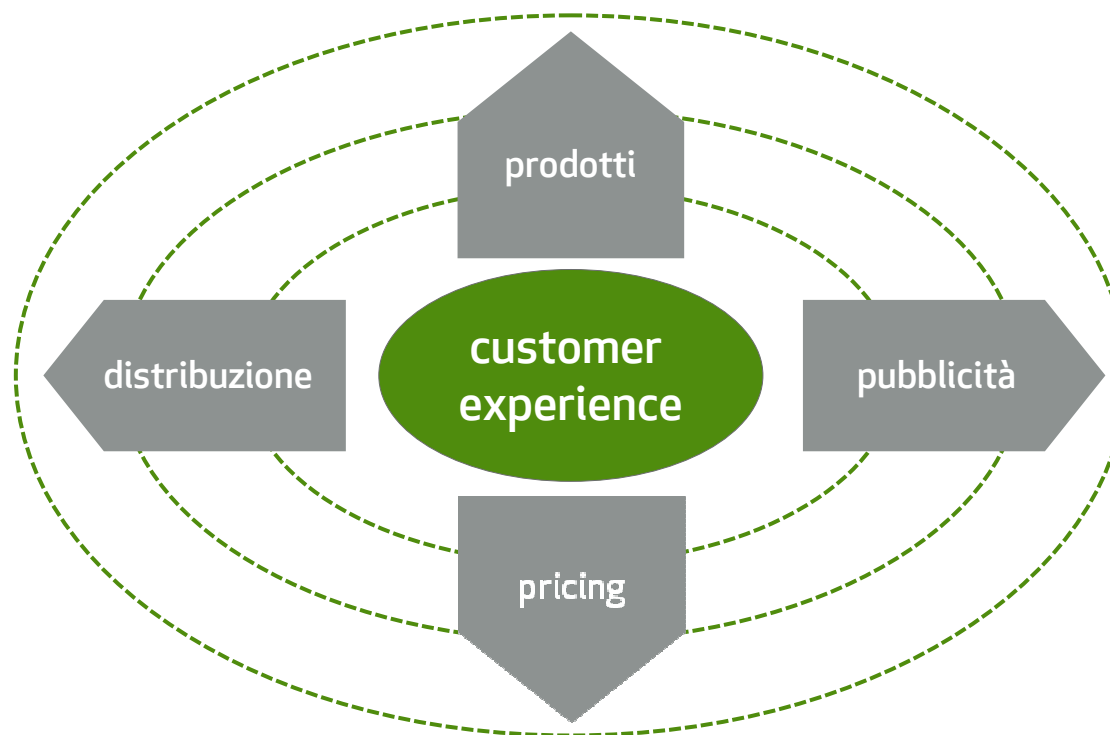 prodotti
distribuzione
customer
experience
pubblicità
pricing